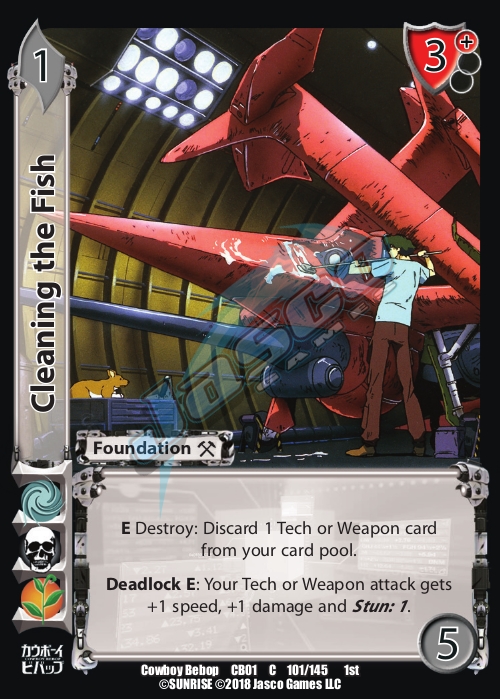 1
3
+
Cleaning the Fish
JASCO
GAMES
Foundation
E Destroy: Discard 1 Tech or Weapon card
from your card pool.
Deadlock E: Your Tech or Weapon attack gets
+1 speed, +1 damage and Stun: 1.
5
カウボーイ
ビバップ
Cowboy Bebop CB01 C 101/145 1st
©SUNRISE ©2018 Jasco Games LLC